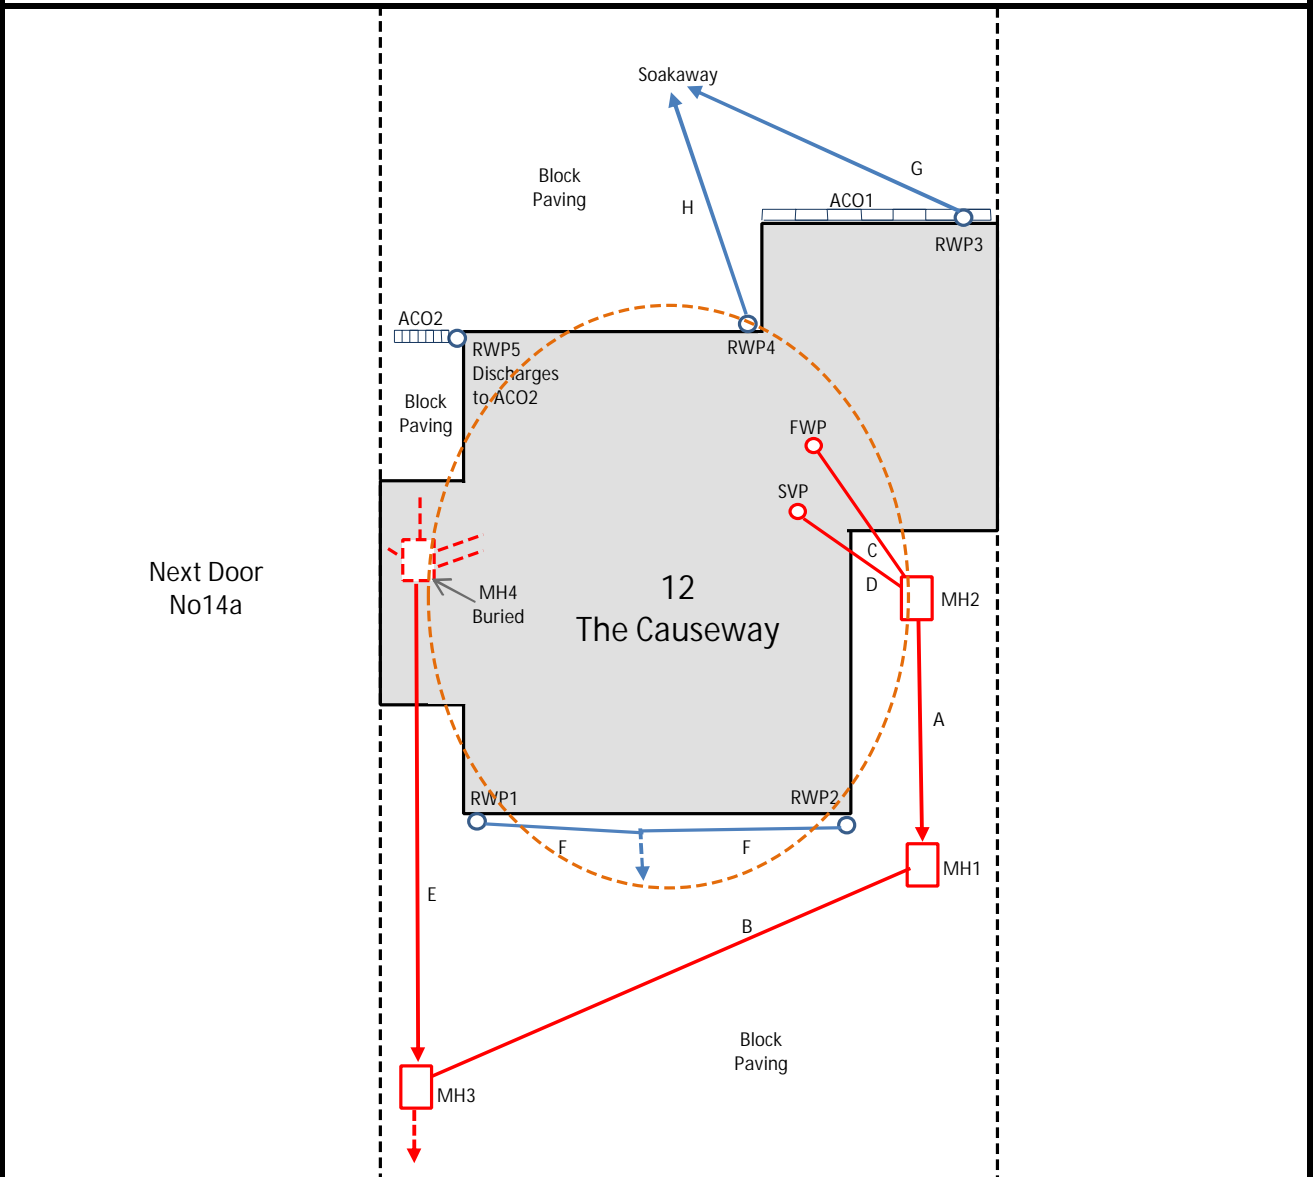 Soakaway
G
Block
Paving
ACO1
H
RWP3
ACO2
RWP4
RWP5
Discharges
to ACO2
Block
Paving
FWP
SVP
C
D
Next Door
No14a
12
The Causeway
MH4
Buried
MH2
A
RWP1
RWP2
F
F
MH1
E
B
Block
Paving
MH3